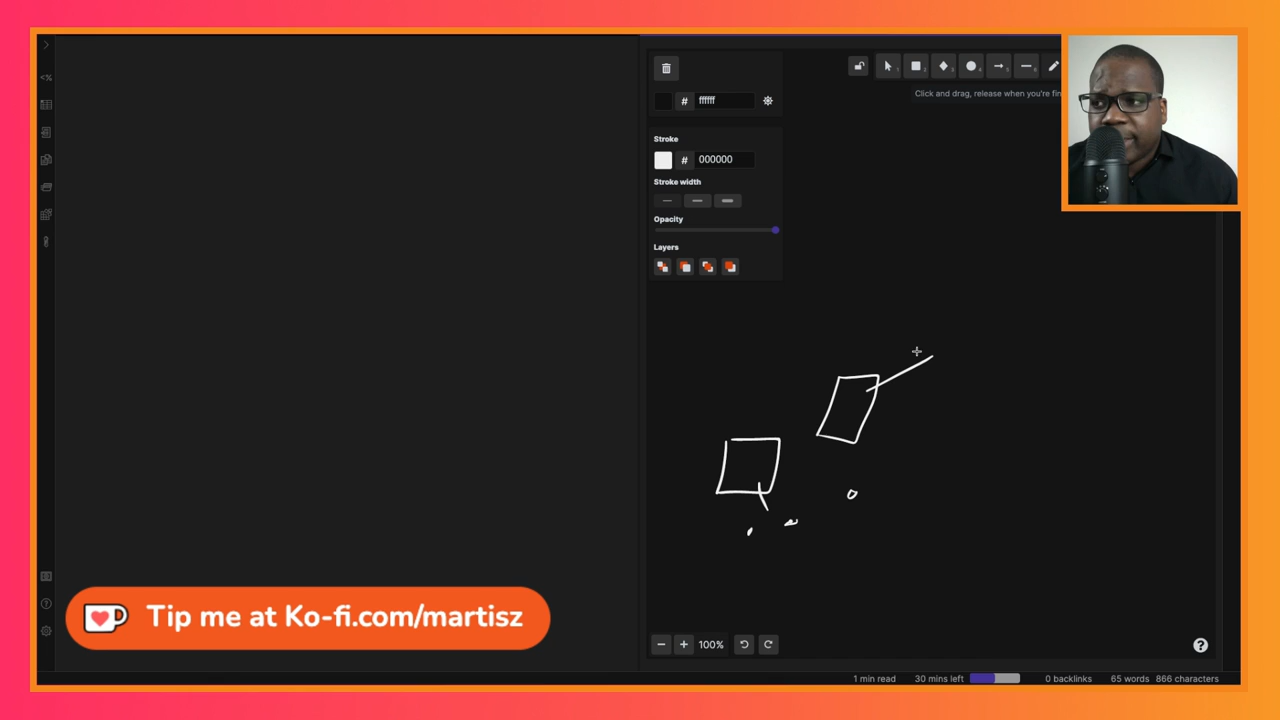 # ffffff
Click and drag, release when you're fin
Stroke
# 000000
Stroke width
Opacity
Layers
Tip me at Ko-fi.com/martisz
100%
1 min read 30 mins left 0 backlinks 65 words 866 characters